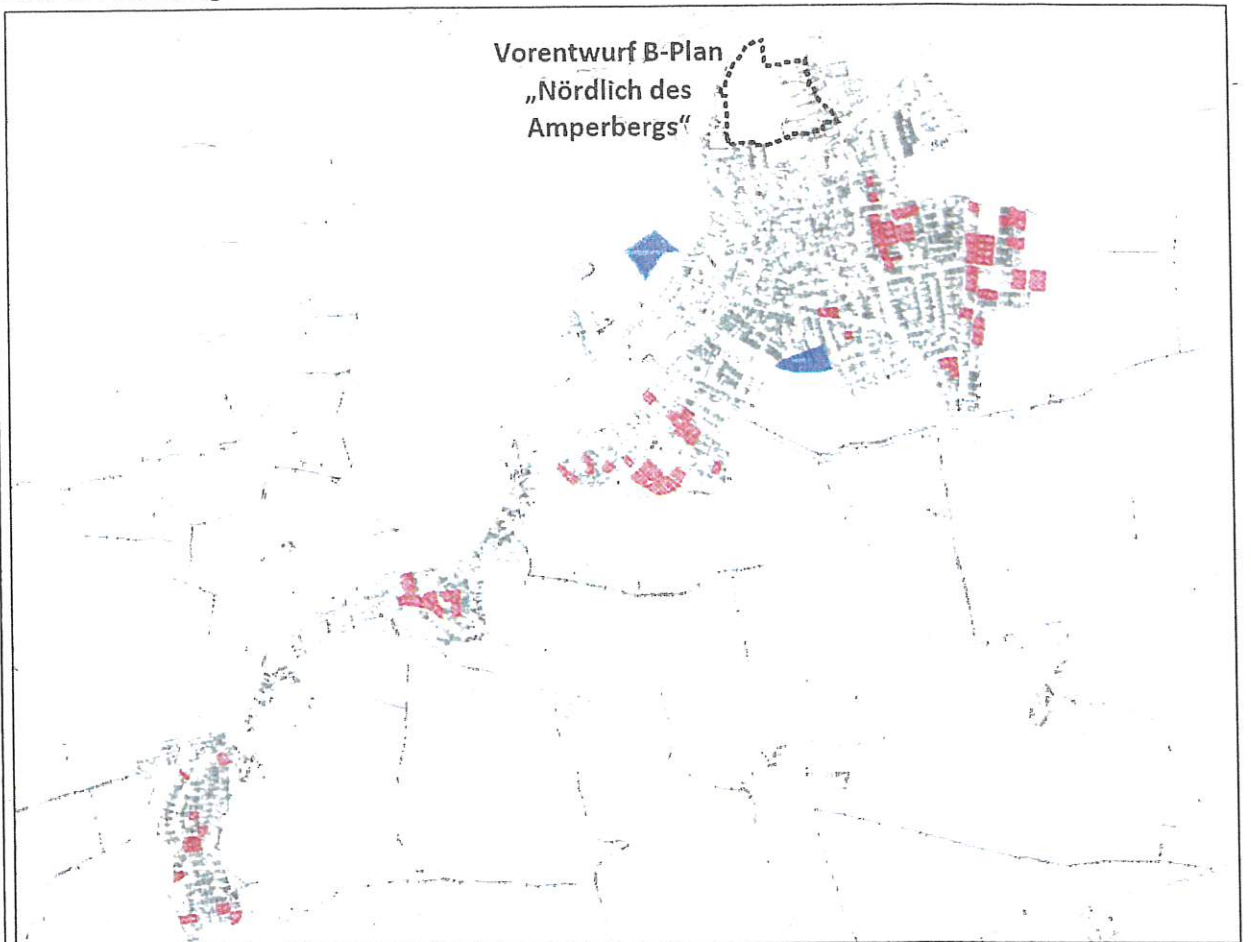 Vorentwurf B-Plan
„Nördlich des
Amperbergs“